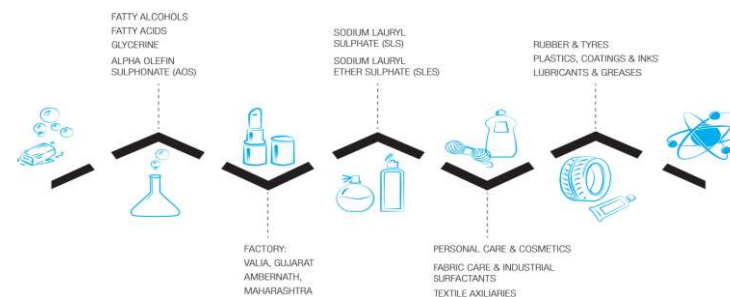 FATTY ALCOHOLS
FATTY ACIDS
GLYCERINE
ALPHA OLEFIN
SULPHONATE (AOS)
SODIUM LAURYL
SULPHATE (SLS)
SODIUM LAURYL
ETHER SULPHATE (SLES)
RUBBER & TYRES
PLASTICS, COATINGS & INKS
LUBRICANTS & GREASES
FACTORY:
VALIA, GUJARAT
AMBERNATH,
MAHARASHTRA
PERSONAL CARE & COSMETICS
FABRIC CARE & INDUSTRIAL
SURFACTANTS
TEXTILE AXILIARIES